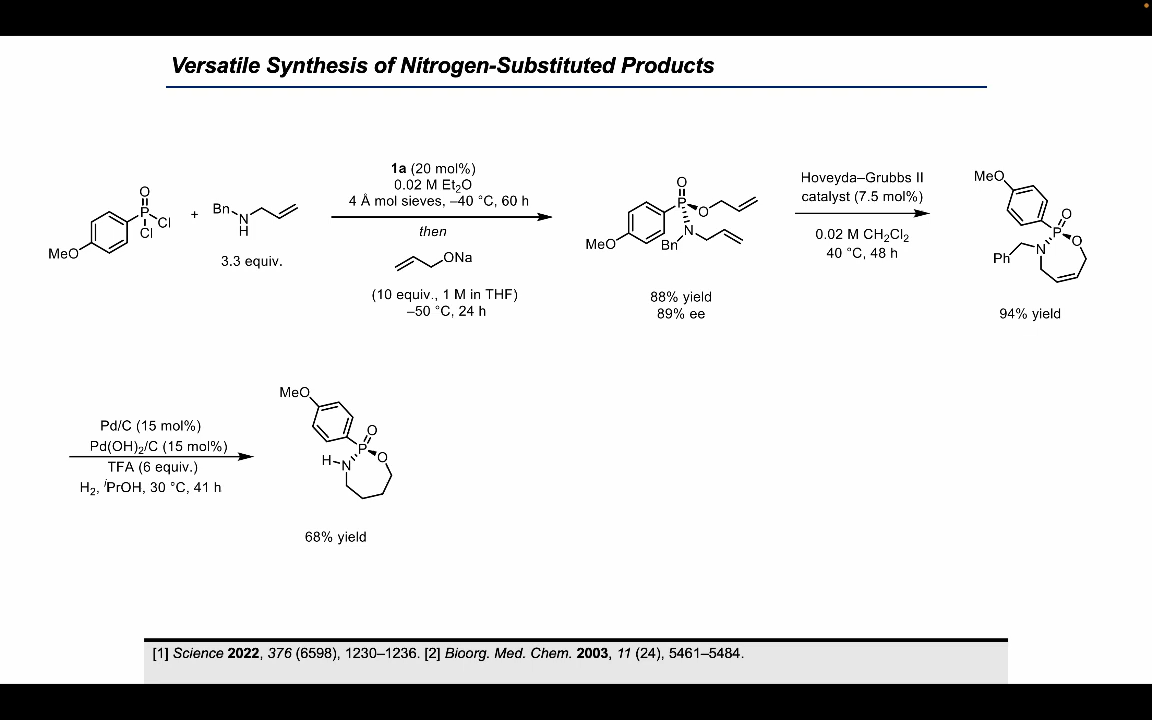 Versatile Synthesis of Nitrogen-Substituted Products
O
P
Cl
Cl
MeO
+
Bn
N
H
3.3 equiv.
1a (20 mol%)
0.02 M Et₂O
4 Å mol sieves, –40 °C, 60 h
then
ONa
(10 equiv., 1 M in THF)
–50 °C, 24 h
O
P
O
N
Bn
MeO
88% yield
89% ee
Hoveyda–Grubbs II
catalyst (7.5 mol%)
0.02 M CH₂Cl₂
40 °C, 48 h
MeO
O
P
O
N
Ph
94% yield
Pd/C (15 mol%)
Pd(OH)₂/C (15 mol%)
TFA (6 equiv.)
H₂, ⁱPrOH, 30 °C, 41 h
MeO
O
P
O
H
N
68% yield
[1] Science 2022, 376 (6598), 1230–1236. [2] Bioorg. Med. Chem. 2003, 11 (24), 5461–5484.